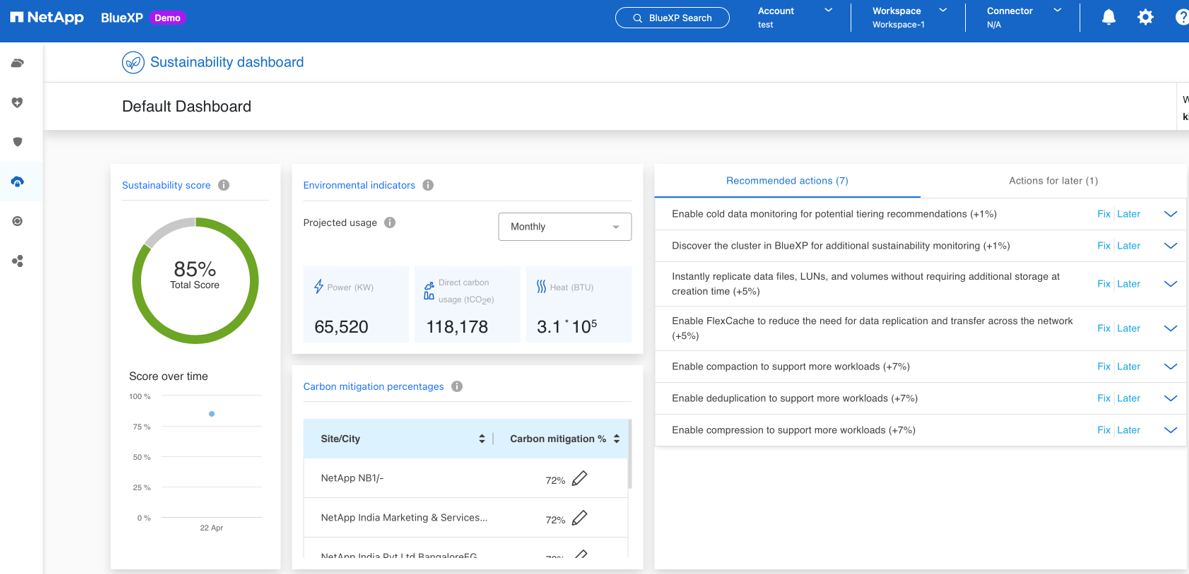 NetApp BlueXP Demo
BlueXP Search
Account
test
Workspace
Workspace-1
Connector
N/A
?
Sustainability dashboard
Default Dashboard
Sustainability score i
85%
Total Score
Score over time
100 %
75 %
50 %
25 %
0 %
22 Apr
Environmental indicators i
Projected usage i
Monthly
Power (KW)
65,520
Direct carbon
usage (tCO2e)
118,178
Heat (BTU)
3.1 * 10⁵
Carbon mitigation percentages i
Site/City Carbon mitigation %
NetApp NB1/-
72%
NetApp India Marketing & Services...
72%
NetApp India Pvt Ltd BangaloreEG
72%
Recommended actions (7)
Actions for later (1)
Enable cold data monitoring for potential tiering recommendations (+1%)
Fix Later
Discover the cluster in BlueXP for additional sustainability monitoring (+1%)
Fix Later
Instantly replicate data files, LUNs, and volumes without requiring additional storage at
creation time (+5%)
Fix Later
Enable FlexCache to reduce the need for data replication and transfer across the network
(+5%)
Fix Later
Enable compaction to support more workloads (+7%)
Fix Later
Enable deduplication to support more workloads (+7%)
Fix Later
Enable compression to support more workloads (+7%)
Fix Later